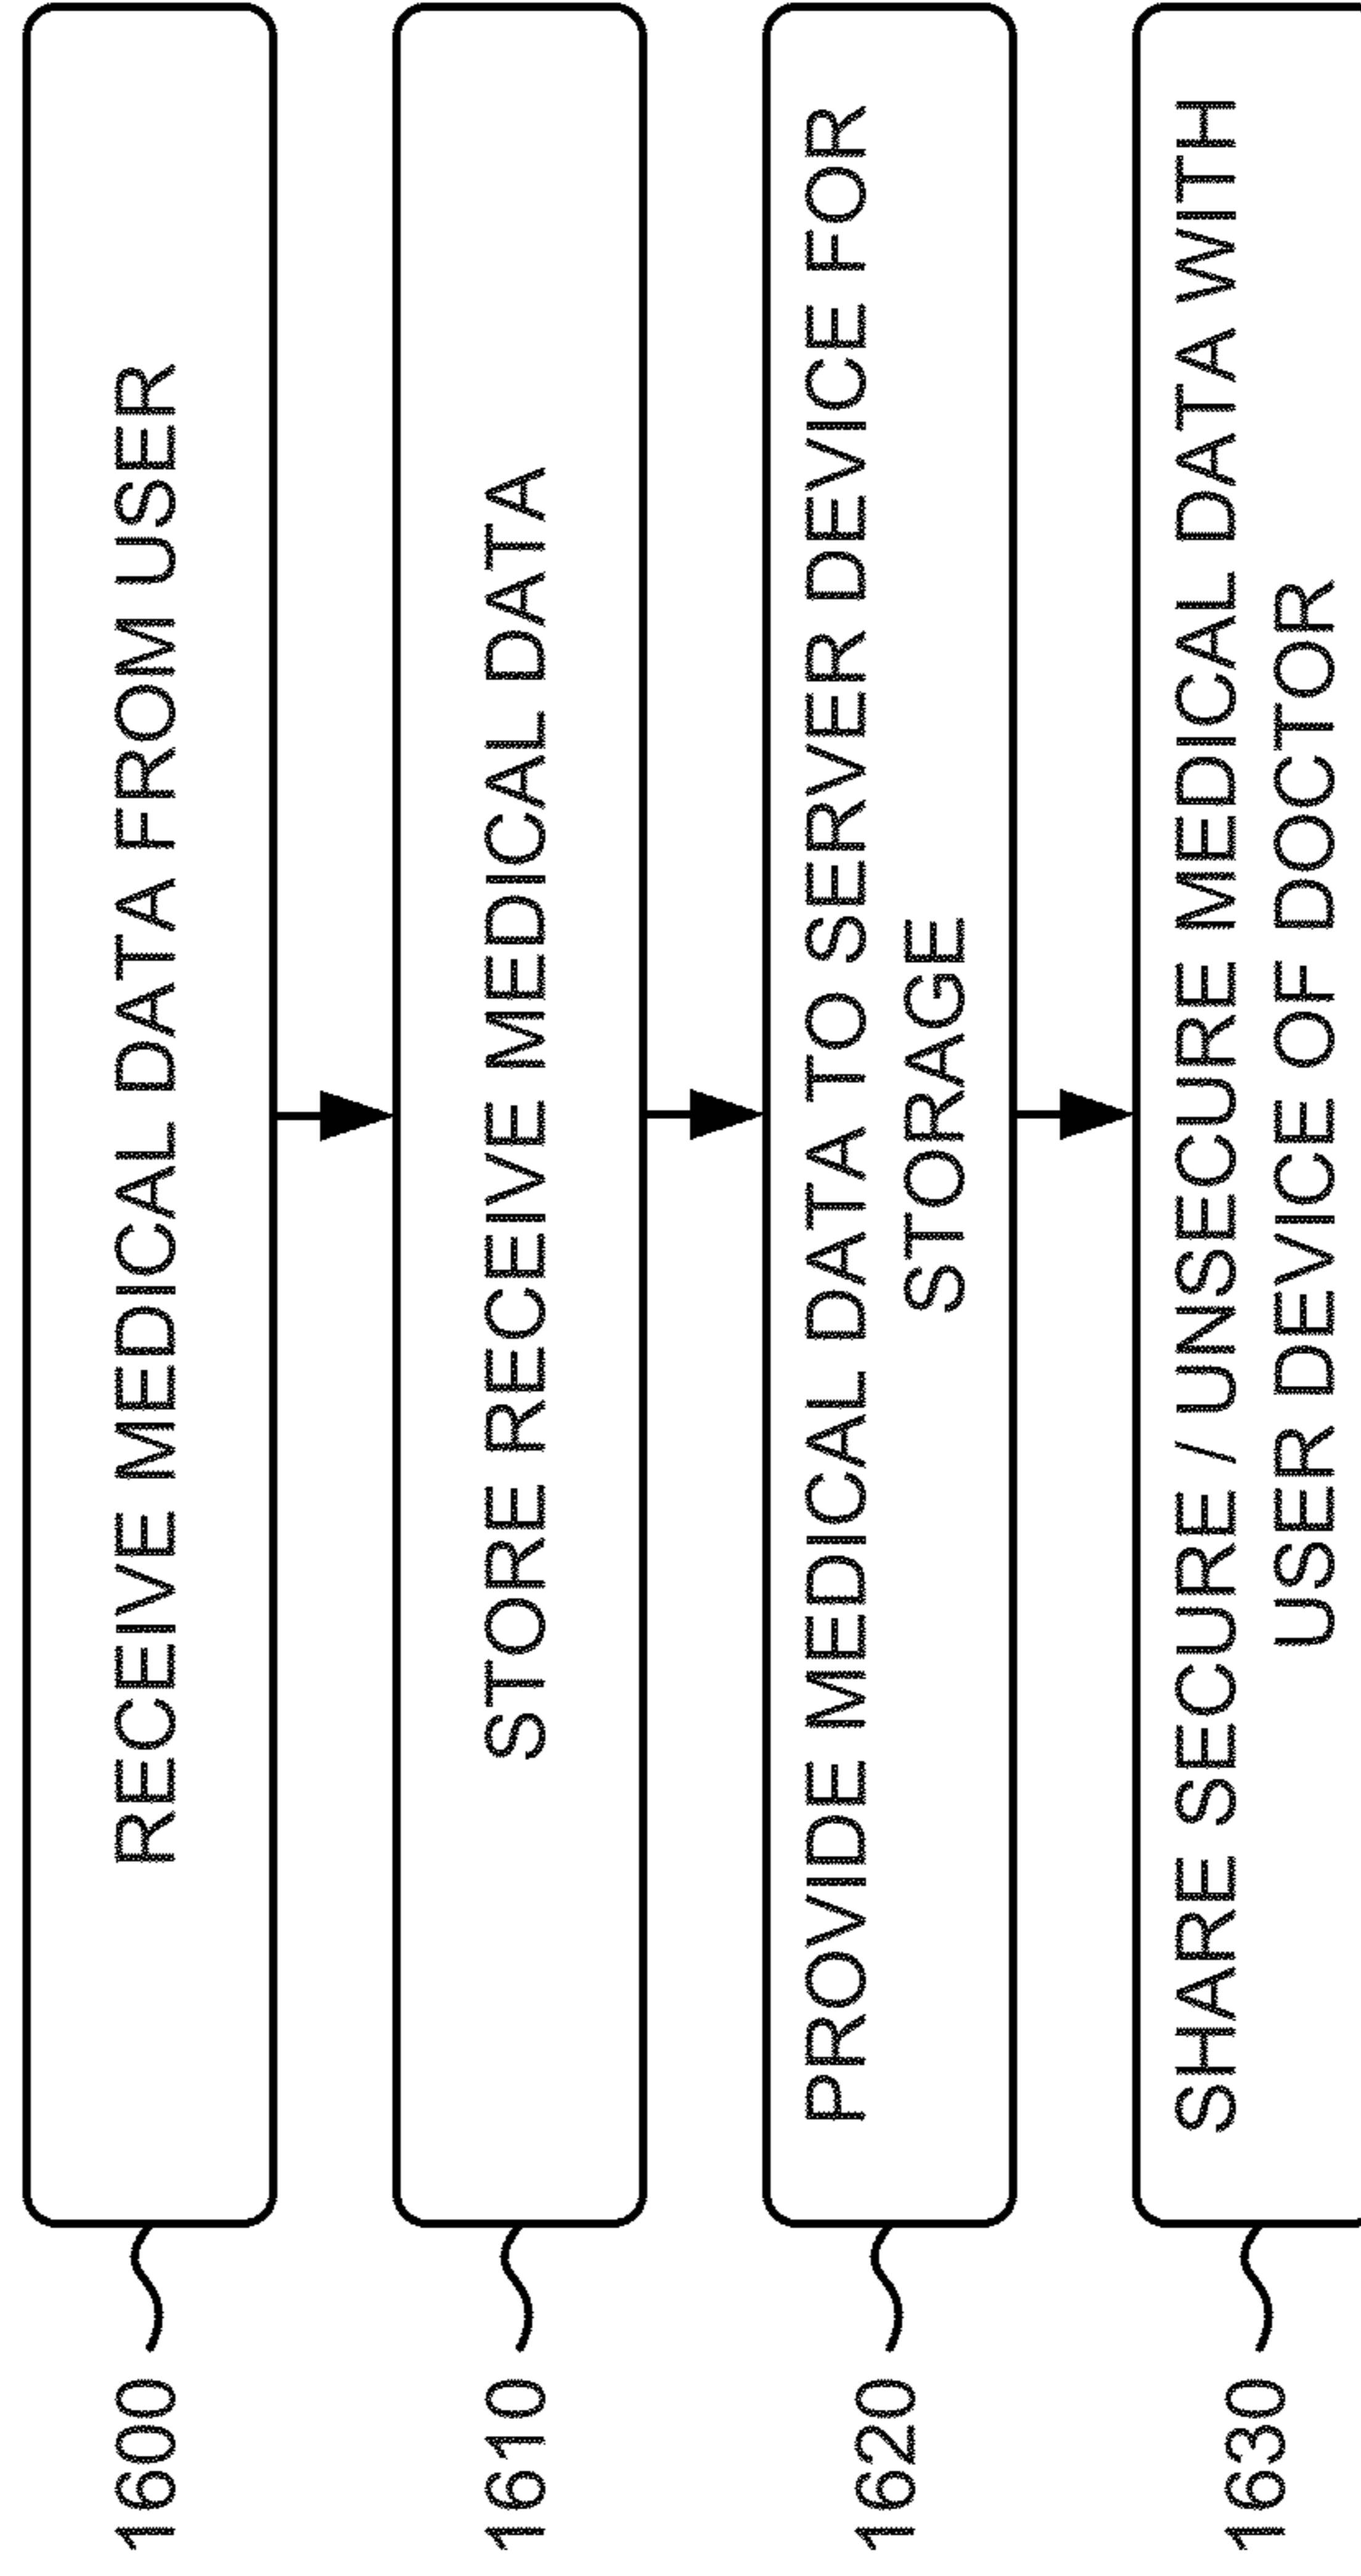 1600
RECEIVE MEDICAL DATA FROM USER
1610
STORE RECEIVE MEDICAL DATA
1620
PROVIDE MEDICAL DATA TO SERVER DEVICE FOR
STORAGE
1630
SHARE SECURE / UNSECURE MEDICAL DATA WITH
USER DEVICE OF DOCTOR